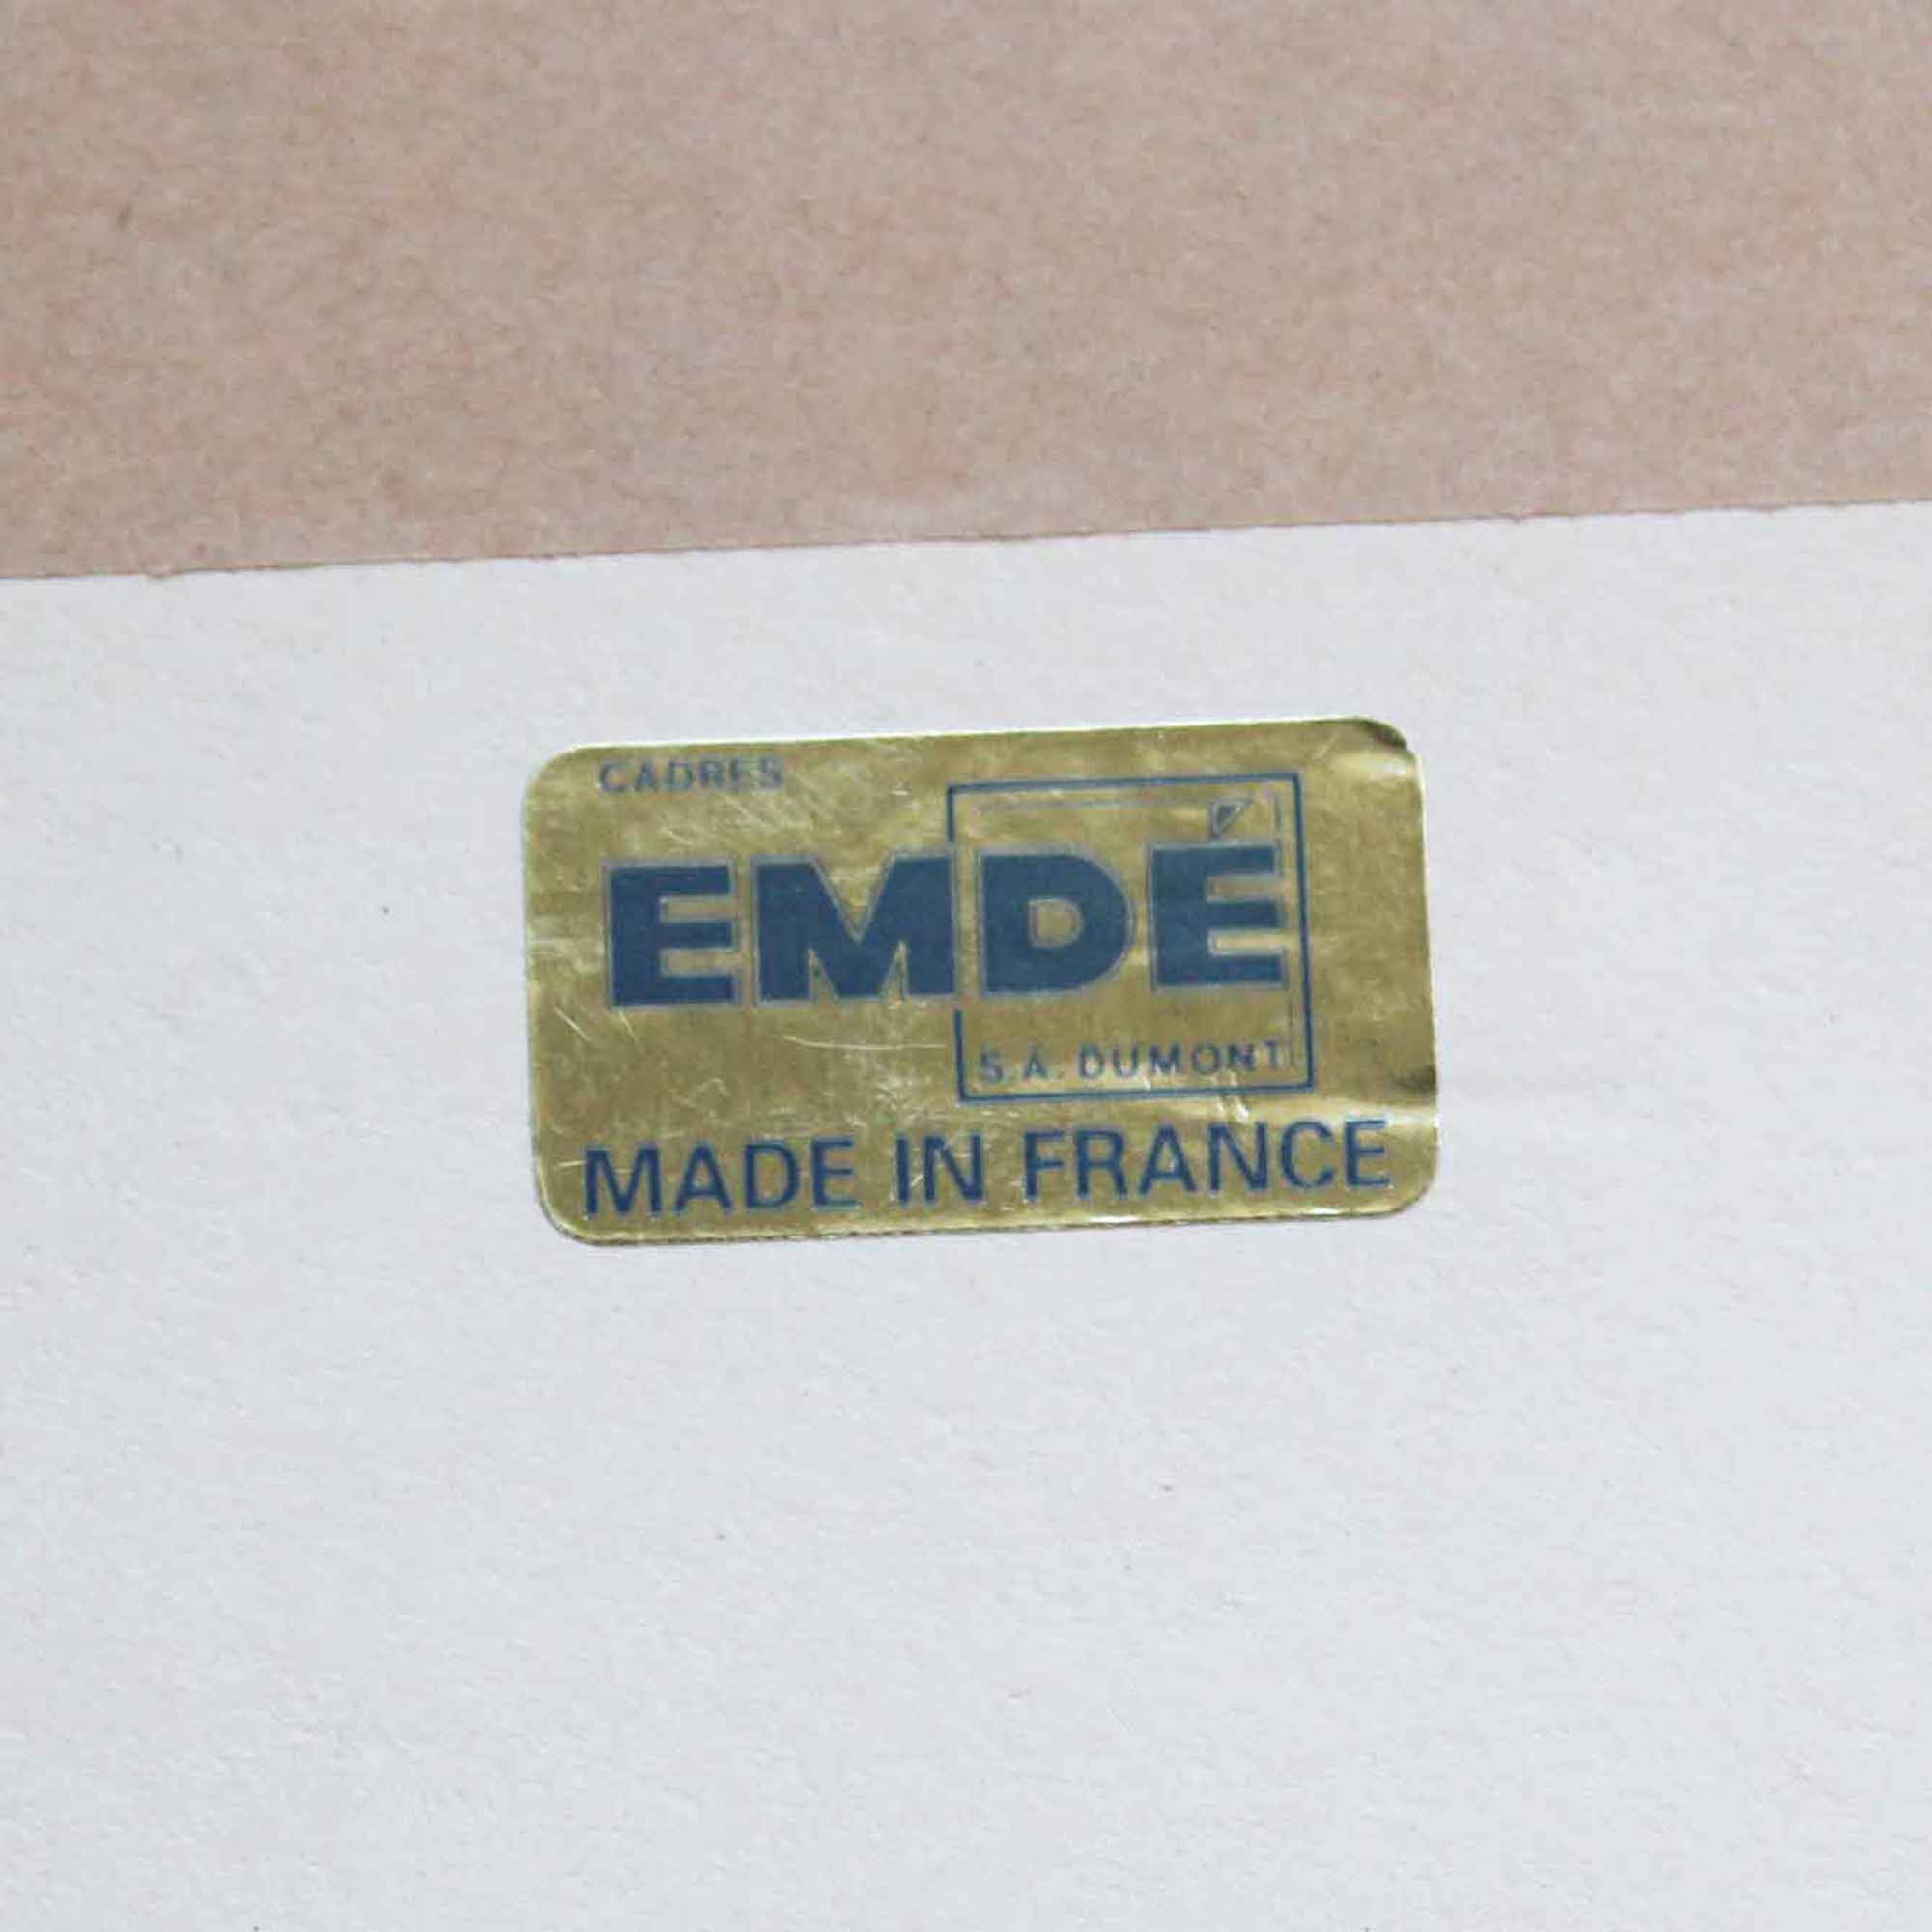 CADRES
EMDÉ
S.A. DUMONT
MADE IN FRANCE